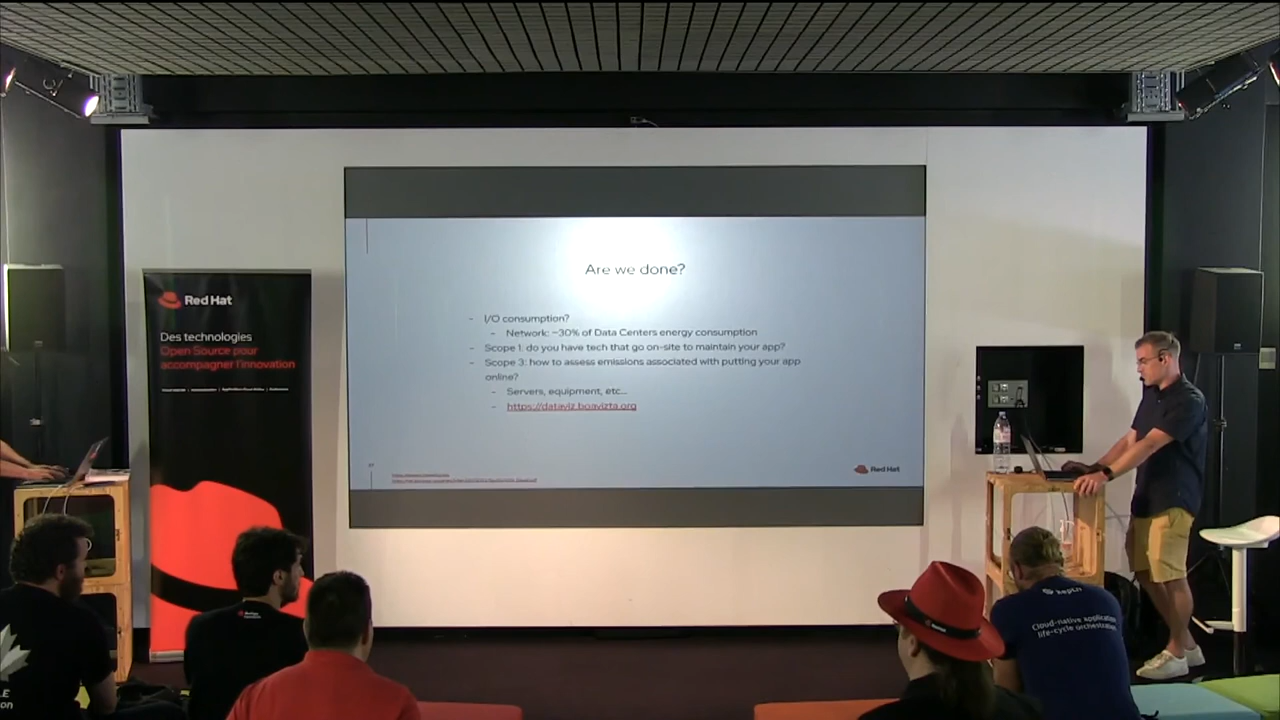 Are we done?
- I/O consumption?
- Network: ~30% of Data Centers energy consumption
- Scope 1: do you have tech that go on-site to maintain your app?
- Scope 3: how to assess emissions associated with putting your app
online?
- Servers, equipment, etc...
- https://dataviz.boavizta.org
Red Hat
Red Hat
Des technologies
Open Source pour
accompagner l'innovation
keptn
Cloud-native application
life-cycle orchestration